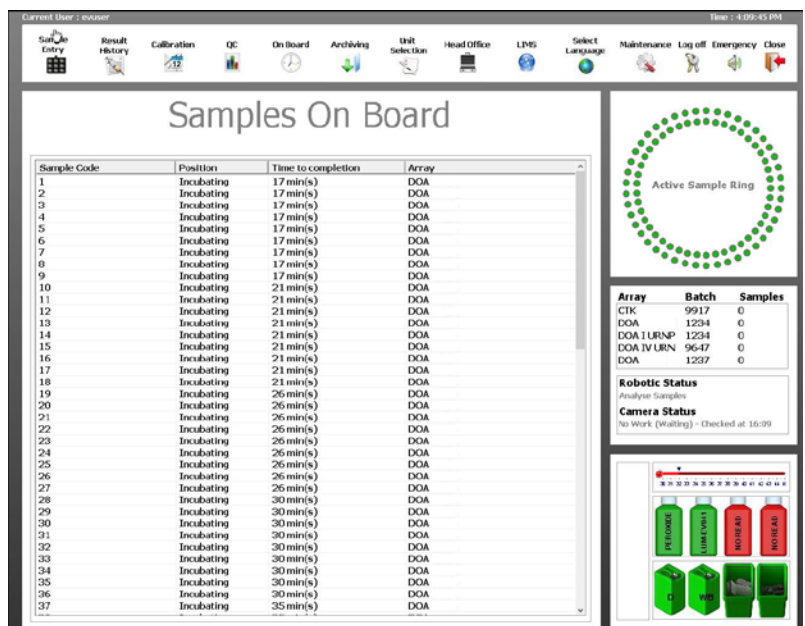 Current User : evuser
Time : 4:09:45 PM
Sample Entry
Result History
Calibration
QC
On Board
Archiving
Unit Selection
Head Office
LIMS
Select Language
Maintenance
Log off
Emergency
Close
12
Samples On Board
Sample Code Position Time to completion Array
1 Incubating 17 min(s) DOA
2 Incubating 17 min(s) DOA
3 Incubating 17 min(s) DOA
4 Incubating 17 min(s) DOA
5 Incubating 17 min(s) DOA
6 Incubating 17 min(s) DOA
7 Incubating 17 min(s) DOA
8 Incubating 17 min(s) DOA
9 Incubating 17 min(s) DOA
10 Incubating 21 min(s) DOA
11 Incubating 21 min(s) DOA
12 Incubating 21 min(s) DOA
13 Incubating 21 min(s) DOA
14 Incubating 21 min(s) DOA
15 Incubating 21 min(s) DOA
16 Incubating 21 min(s) DOA
17 Incubating 21 min(s) DOA
18 Incubating 21 min(s) DOA
19 Incubating 26 min(s) DOA
20 Incubating 26 min(s) DOA
21 Incubating 26 min(s) DOA
22 Incubating 26 min(s) DOA
23 Incubating 26 min(s) DOA
24 Incubating 26 min(s) DOA
25 Incubating 26 min(s) DOA
26 Incubating 26 min(s) DOA
27 Incubating 26 min(s) DOA
28 Incubating 30 min(s) DOA
29 Incubating 30 min(s) DOA
30 Incubating 30 min(s) DOA
31 Incubating 30 min(s) DOA
32 Incubating 30 min(s) DOA
33 Incubating 30 min(s) DOA
34 Incubating 30 min(s) DOA
35 Incubating 30 min(s) DOA
36 Incubating 30 min(s) DOA
37 Incubating 35 min(s) DOA
Active Sample Ring
Array Batch Samples
CTK 9917 0
DOA 1234 0
DOA I URNP 1234 0
DOA IV URN 9647 0
DOA 1237 0
Robotic Status
Analyse Samples
Camera Status
No Work (Waiting) - Checked at 16:09
PEROXIDE
LUM-EV841
NO READ
NO READ
D
WB